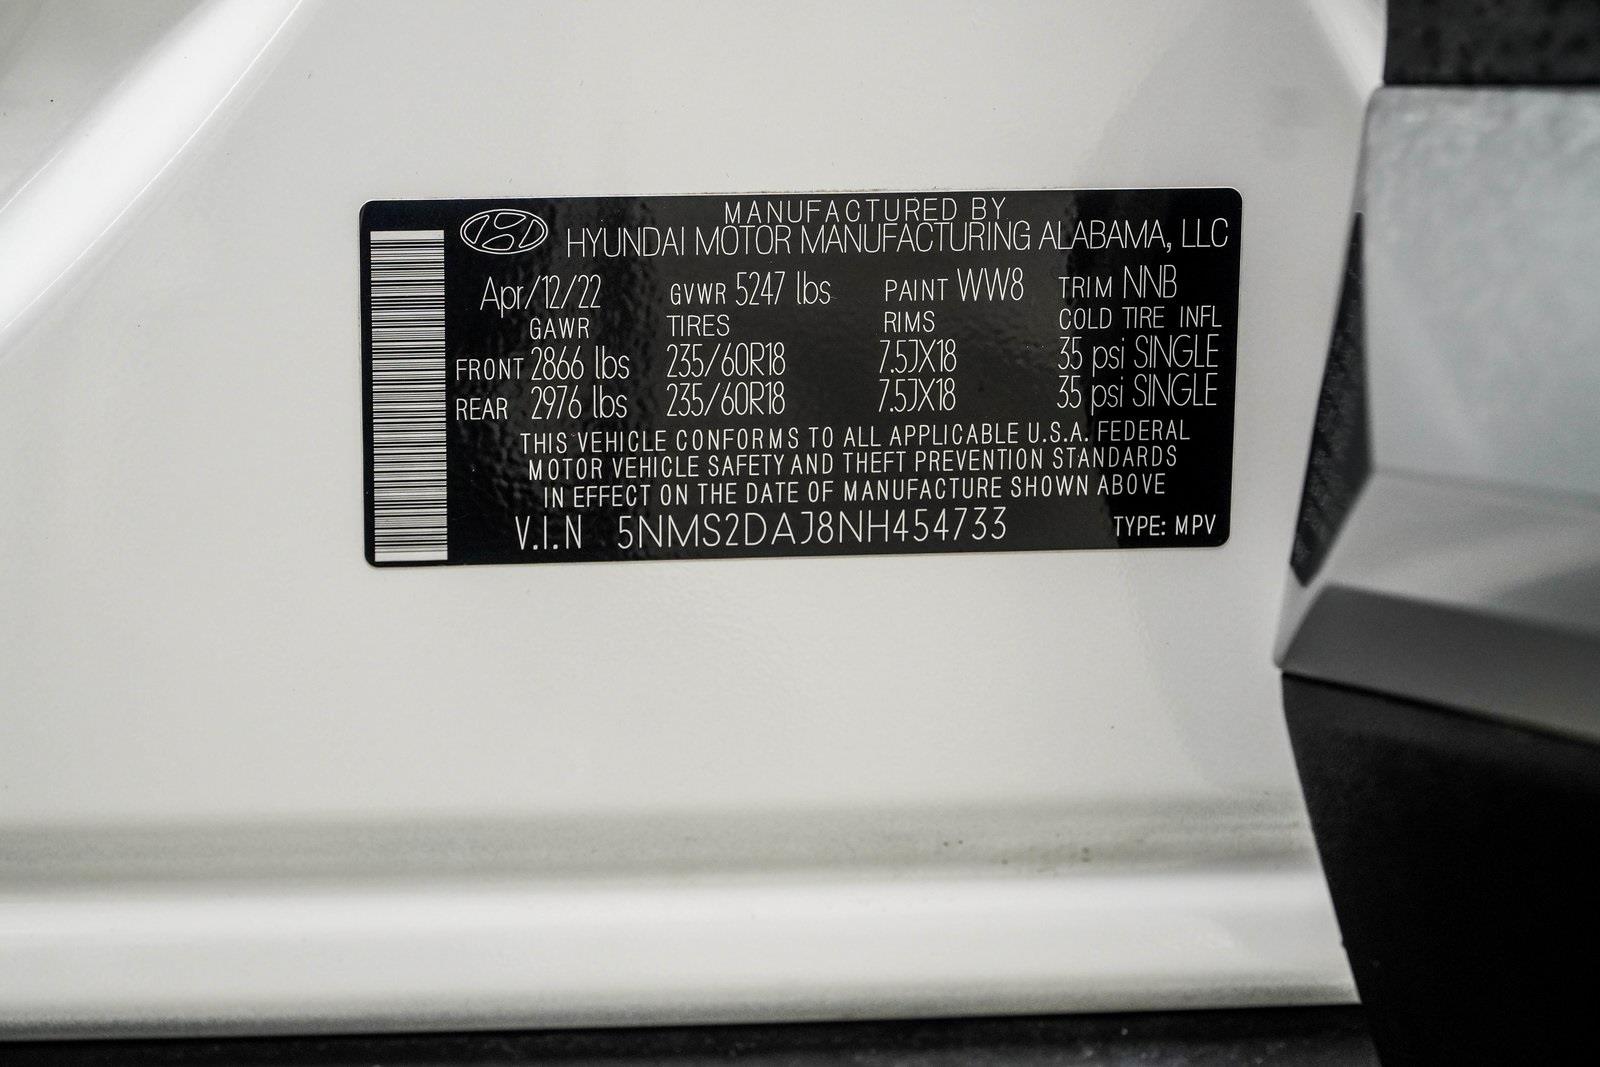 MANUFACTURED BY
HYUNDAI MOTOR MANUFACTURING ALABAMA, LLC
Apr/12/22 GVWR 5247 lbs PAINT WW8 TRIM NNB
GAWR TIRES RIMS COLD TIRE INFL
FRONT 2866 lbs 235/60R18 7.5JX18 35 psi SINGLE
REAR 2976 lbs 235/60R18 7.5JX18 35 psi SINGLE
THIS VEHICLE CONFORMS TO ALL APPLICABLE U.S.A. FEDERAL
MOTOR VEHICLE SAFETY AND THEFT PREVENTION STANDARDS
IN EFFECT ON THE DATE OF MANUFACTURE SHOWN ABOVE
V.I.N 5NMS2DAJ8NH454733 TYPE: MPV